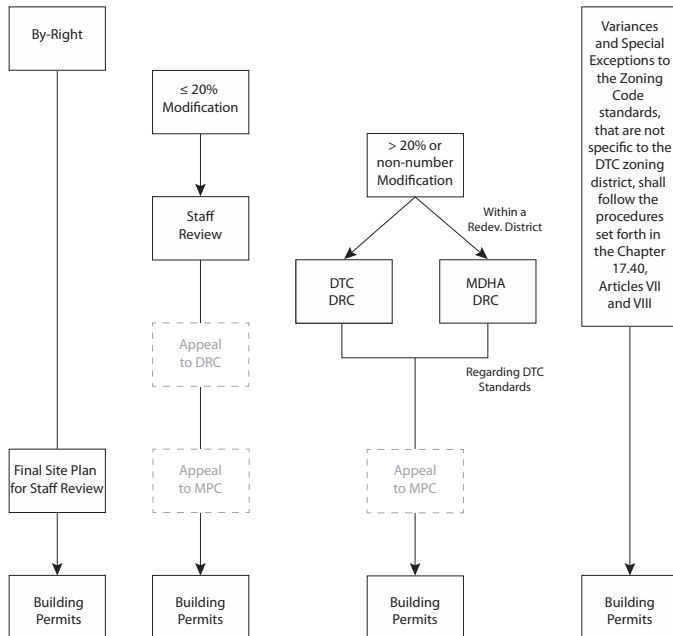 By-Right
≤ 20%
Modification
Staff
Review
Appeal
to DRC
Final Site Plan
for Staff Review
Appeal
to MPC
Building
Permits
Building
Permits
> 20% or
non-number
Modification
Within a
Redev. District
DTC
DRC
MDHA
DRC
Regarding DTC
Standards
Appeal
to MPC
Building
Permits
Variances
and Special
Exceptions to
the Zoning
Code
standards,
that are not
specific to the
DTC zoning
district, shall
follow the
procedures
set forth in
the Chapter
17.40,
Articles VII
and VIII
Building
Permits